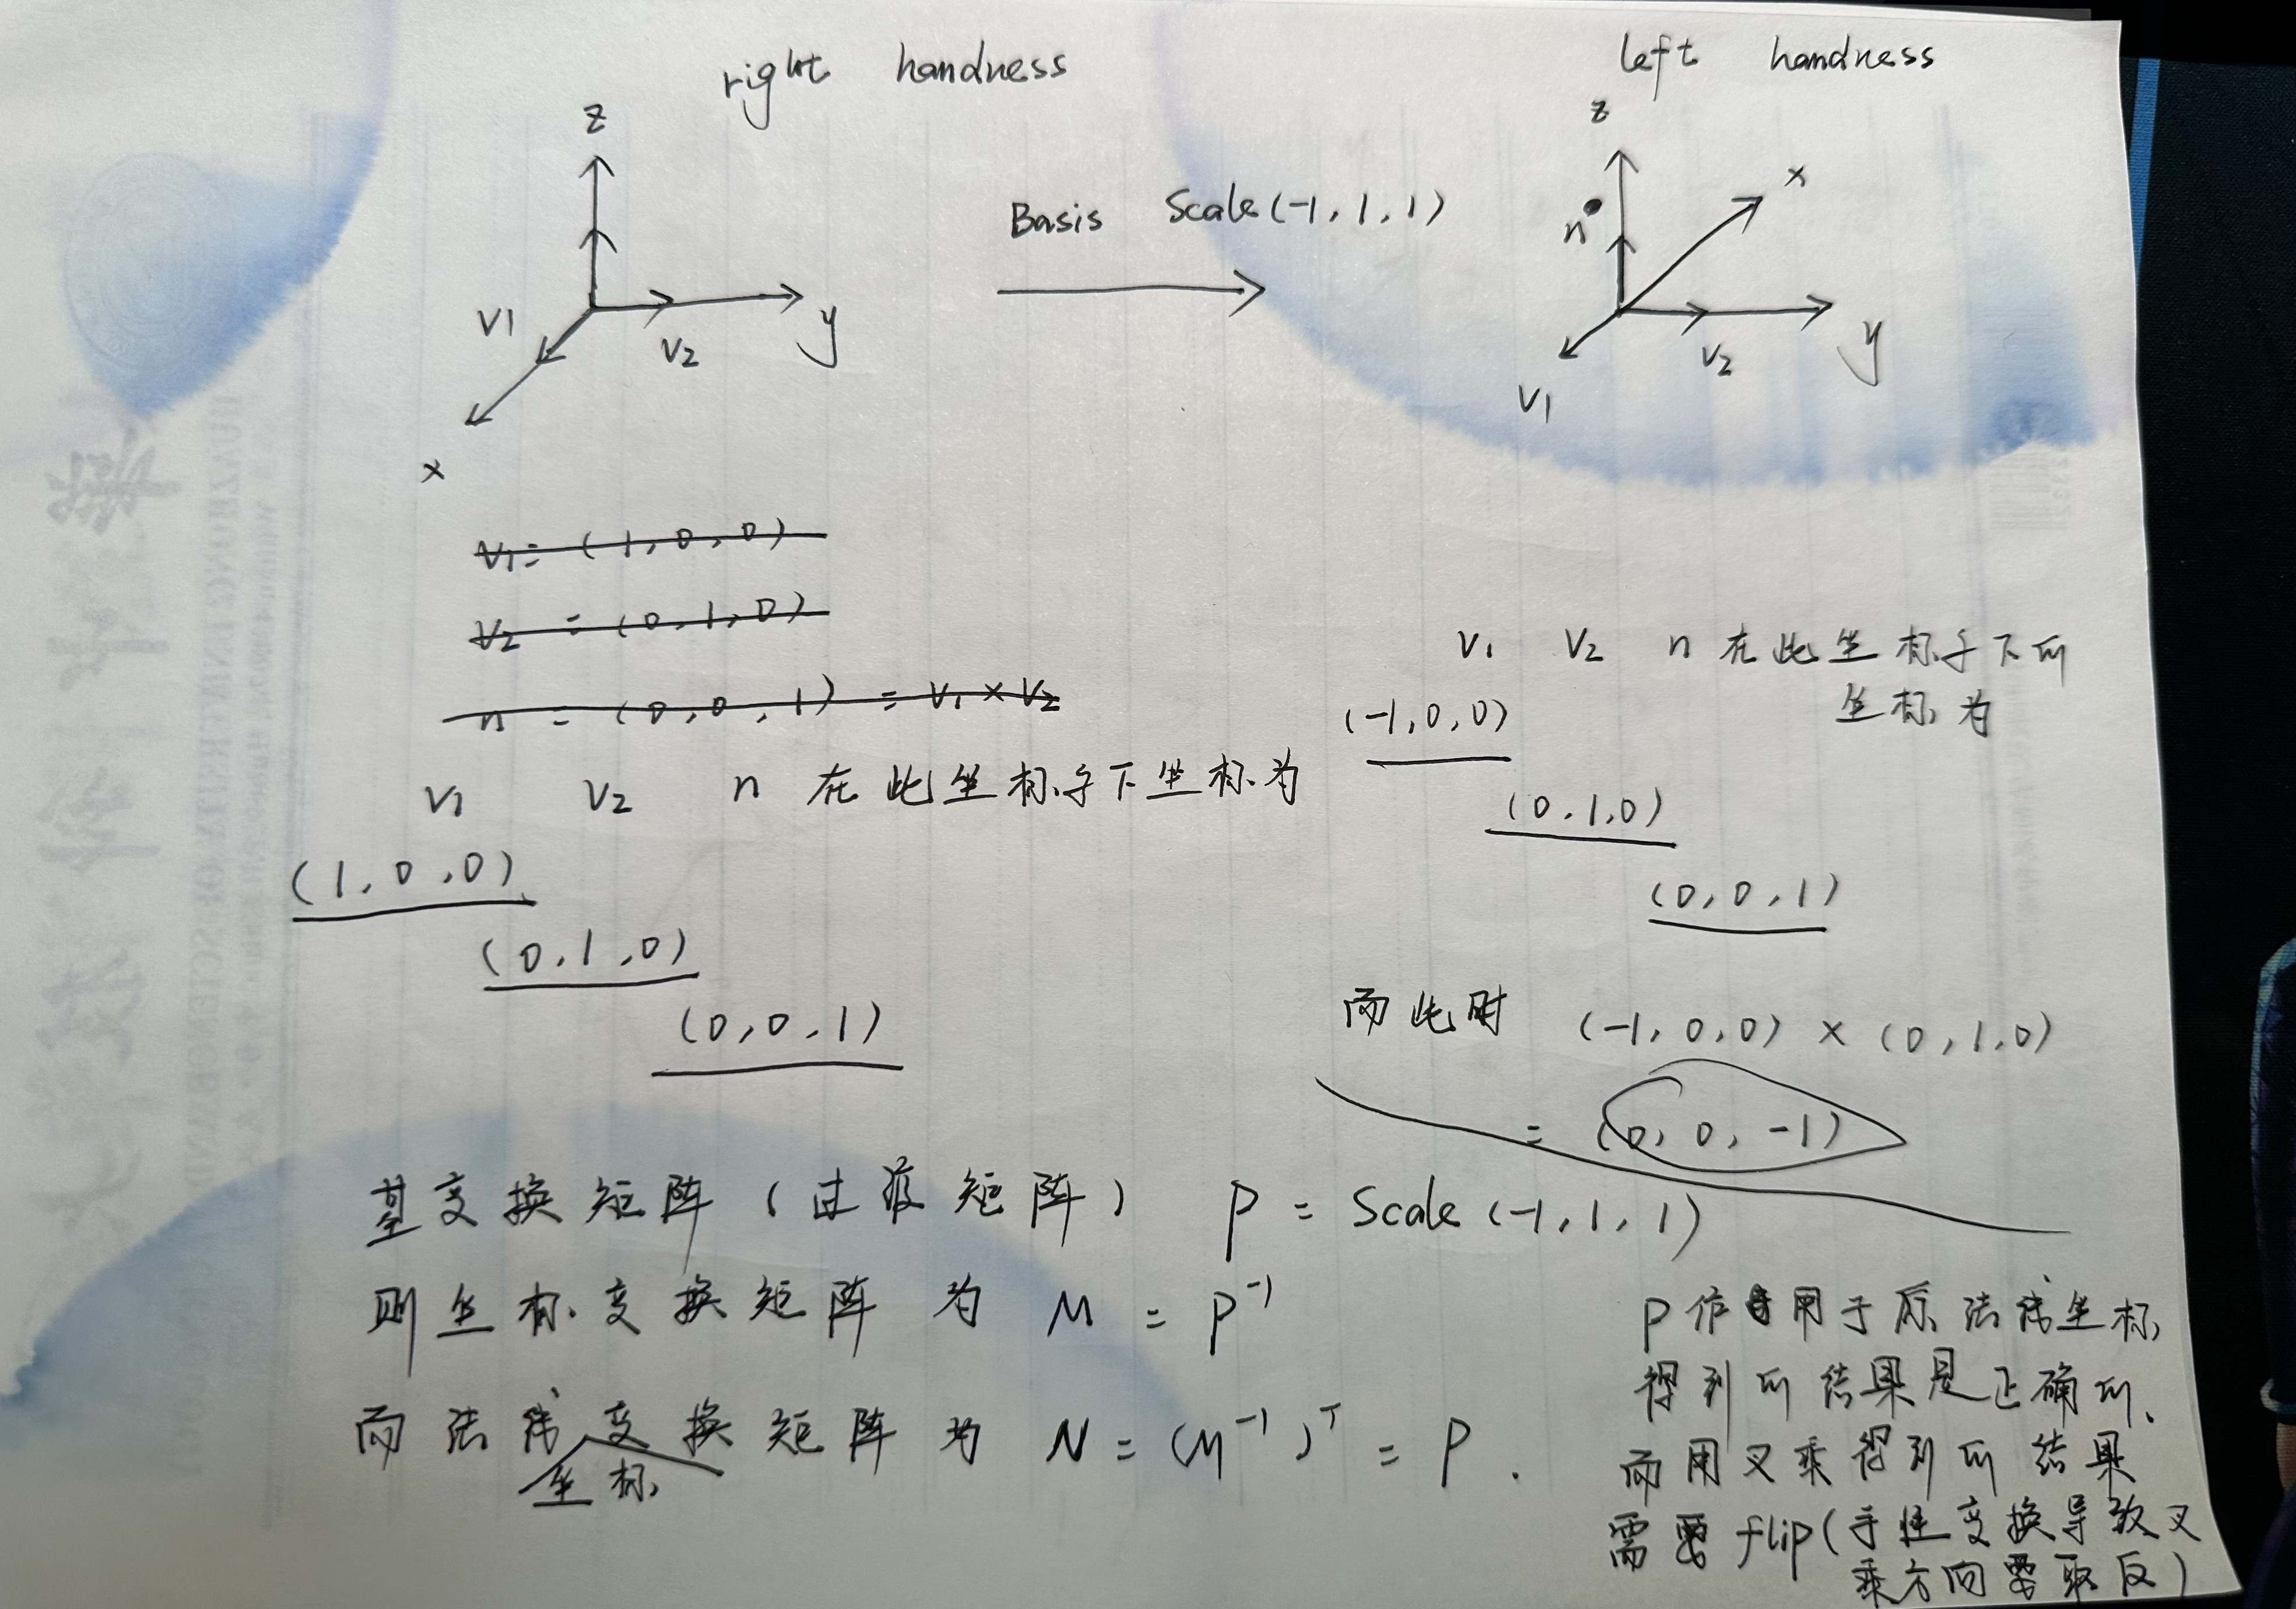 right handness
left handness
z
y
x
V1
V2
Basis Scale(-1, 1, 1)
z
x
n
y
V2
V1
V1 = (1, 0, 0)
V2 = (0, 1, 0)
n = (0, 0, 1) = V1 × V2
V1 V2 n 在此坐标系下坐标为
(1, 0, 0)
(0, 1, 0)
(0, 0, 1)
V1 V2 n 在此坐标系下的
坐标为
(-1, 0, 0)
(0, 1, 0)
(0, 0, 1)
而此时 (-1, 0, 0) × (0, 1, 0)
= (0, 0, -1)
基变换矩阵(过渡矩阵) P = Scale(-1, 1, 1)
则坐标变换矩阵为 M = P⁻¹
而法线变换矩阵为 N = (M⁻¹)ᵀ = P.
坐标
P作用于原法线坐标
得到的结果是正确的.
而用叉乘得到的结果
需要flip(手性变换导致叉
乘方向要取反)